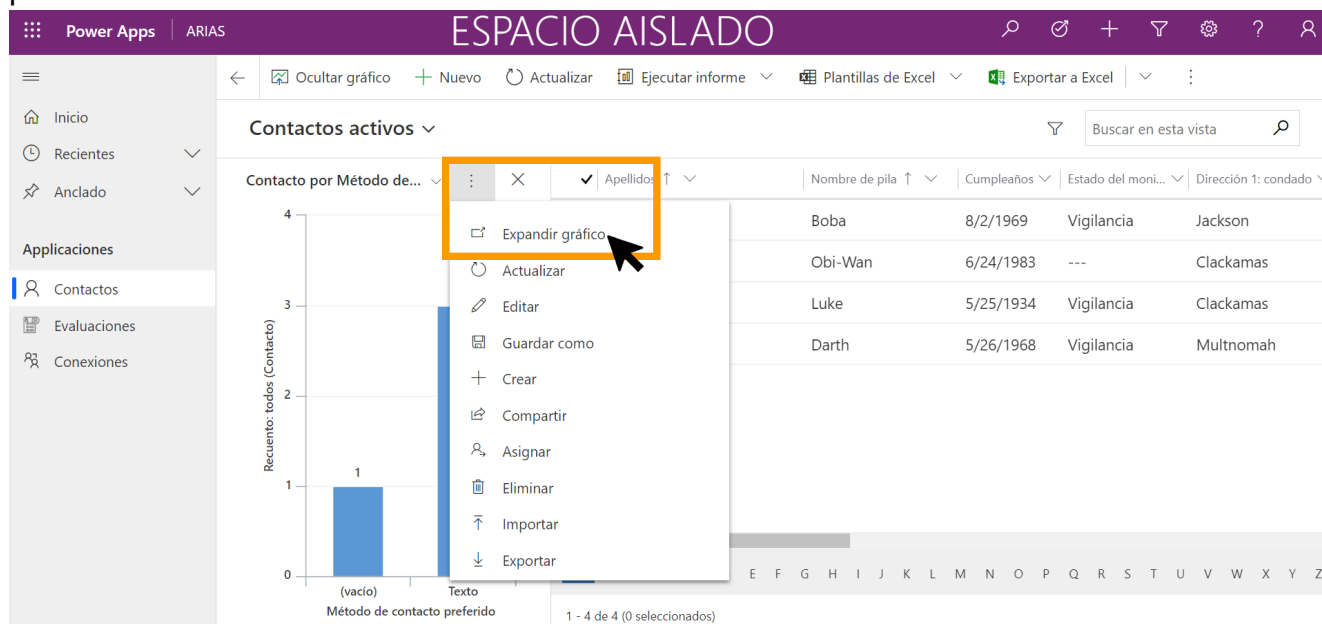 Power Apps ARIAS ESPACIO AISLADO
Ocultar gráfico Nuevo Actualizar Ejecutar informe Plantillas de Excel Exportar a Excel
Inicio
Recientes
Anclado
Aplicaciones
Contactos
Evaluaciones
Conexiones
Contactos activos
Buscar en esta vista
Contacto por Método de...
Apellidos Nombre de pila Cumpleaños Estado del moni... Dirección 1: condado
Boba 8/2/1969 Vigilancia Jackson
Obi-Wan 6/24/1983 --- Clackamas
Luke 5/25/1934 Vigilancia Clackamas
Darth 5/26/1968 Vigilancia Multnomah
Expandir gráfico
Actualizar
Editar
Guardar como
Crear
Compartir
Asignar
Eliminar
Importar
Exportar
Recuento: todos (Contacto)
4
3
2
1
0
1
(vacío) Texto
Método de contacto preferido
E F G H I J K L M N O P Q R S T U V W X Y Z
1 - 4 de 4 (0 seleccionados)